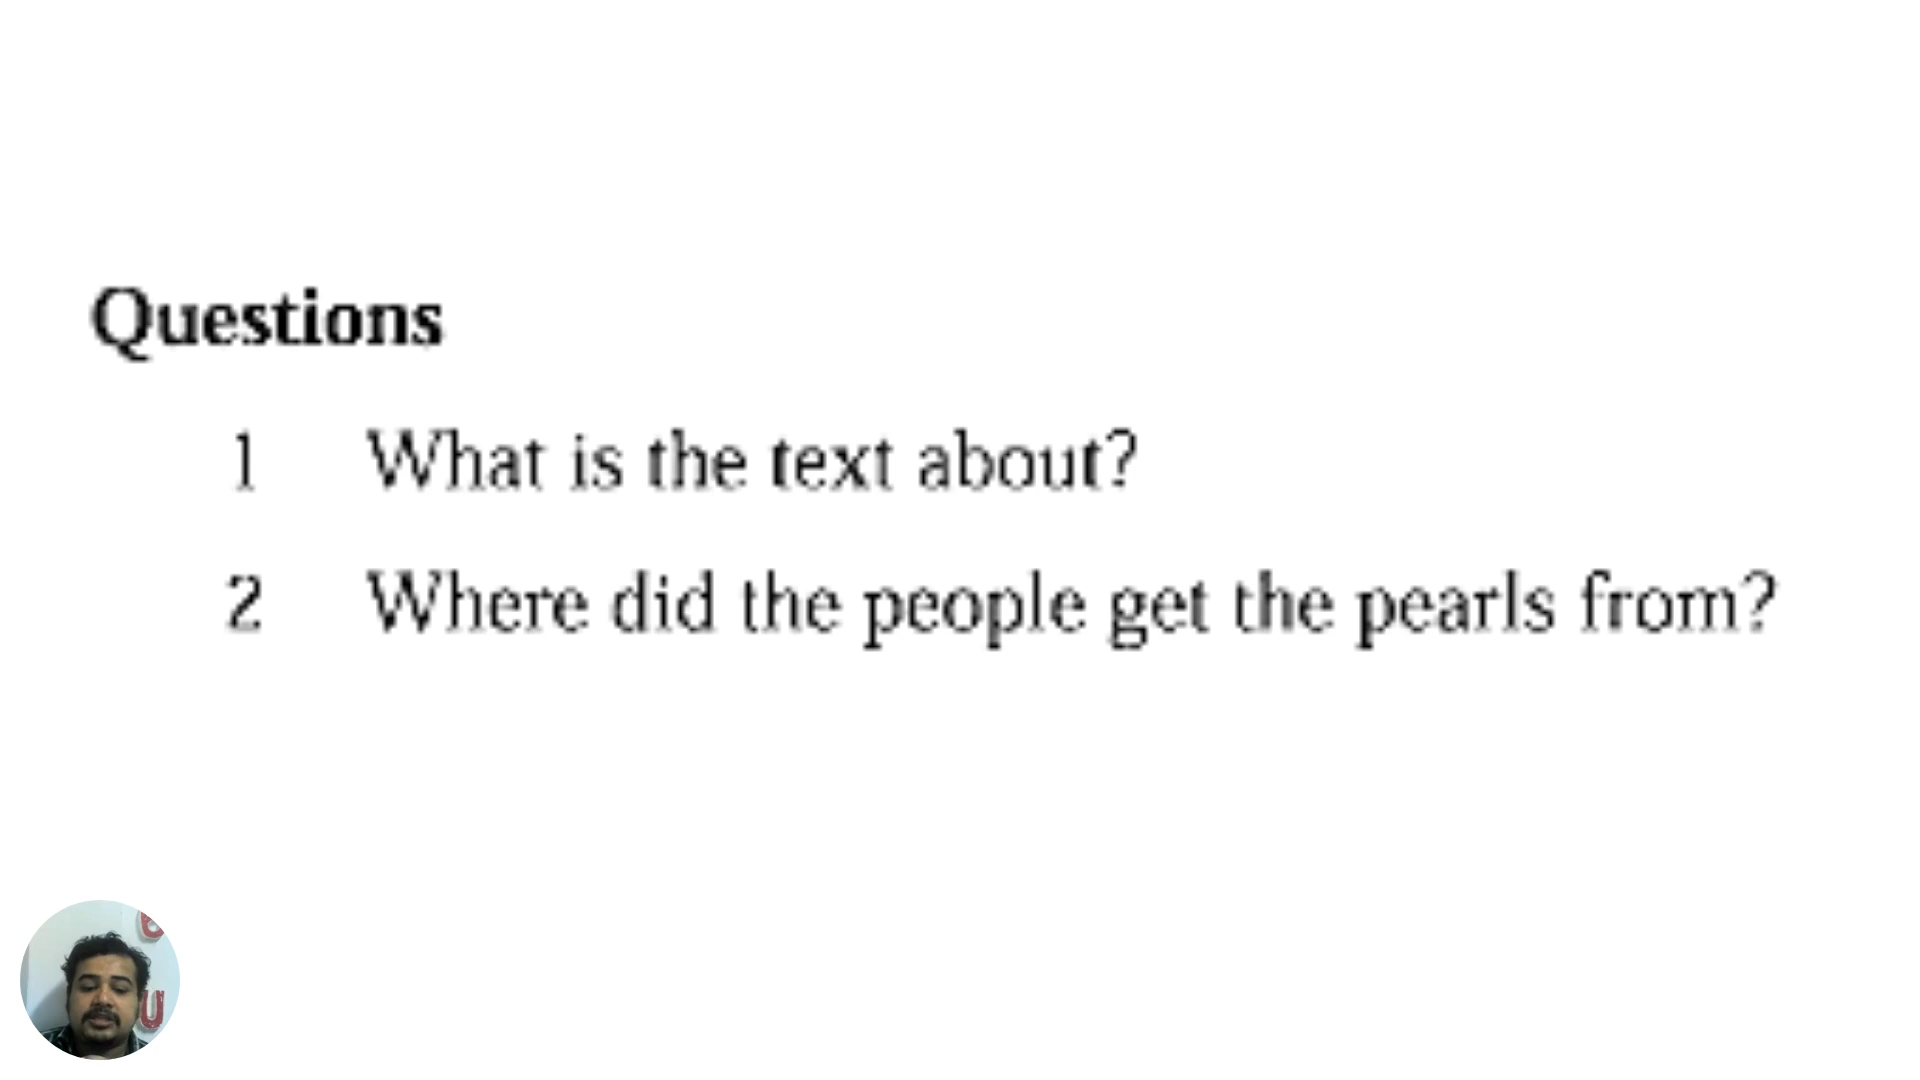 Questions
1 What is the text about?
2 Where did the people get the pearls from?
U